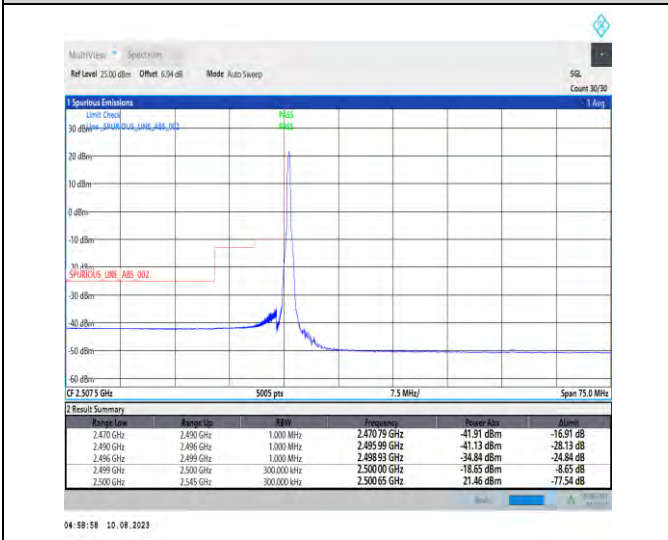 MultiView Spectrum
Ref Level 25.00 dBm Offset 6.94 dB Mode Auto Sweep SGL
Count 30/30
1 Spurious Emissions 1 Avg
Limit Check PASS
Line _SPURIOUS_LINE_ABS_002 PASS
30 dBm
20 dBm
10 dBm
0 dBm
-10 dBm
-20 dBm
SPURIOUS_LINE_ABS_002
-30 dBm
-40 dBm
-50 dBm
-60 dBm
CF 2.507 5 GHz 5005 pts 7.5 MHz/ Span 75.0 MHz
2 Result Summary
Range Low Range Up RBW Frequency Power Abs ΔLimit
2.470 GHz 2.490 GHz 1.000 MHz 2.470 79 GHz -41.91 dBm -16.91 dB
2.490 GHz 2.496 GHz 1.000 MHz 2.495 99 GHz -41.13 dBm -28.13 dB
2.496 GHz 2.499 GHz 1.000 MHz 2.498 93 GHz -34.84 dBm -24.84 dB
2.499 GHz 2.500 GHz 300.000 kHz 2.500 00 GHz -18.65 dBm -8.65 dB
2.500 GHz 2.545 GHz 300.000 kHz 2.500 65 GHz 21.46 dBm -77.54 dB
04:58:58 10.08.2023